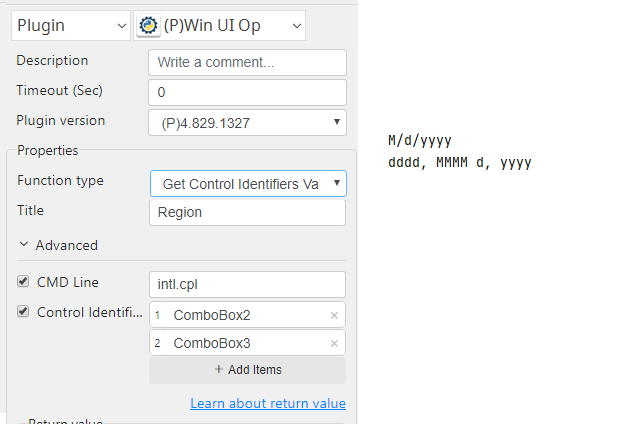 Plugin (P)Win UI Op
Description Write a comment...
Timeout (Sec) 0
Plugin version (P)4.829.1327
Properties
Function type Get Control Identifiers Va
Title Region
Advanced
CMD Line intl.cpl
Control Identifi... 1 ComboBox2 ×
2 ComboBox3 ×
+ Add Items
Learn about return value
Return value
M/d/yyyy
dddd, MMMM d, yyyy